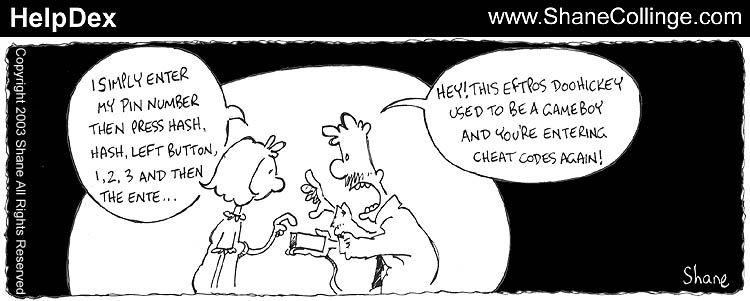 HelpDex
www.ShaneCollinge.com
Copyright 2003 Shane All Rights Reserved
I SIMPLY ENTER
MY PIN NUMBER
THEN PRESS HASH,
HASH, LEFT BUTTON,
1, 2, 3 AND THEN
THE ENTE...
HEY! THIS EFTPOS DOOHICKEY
USED TO BE A GAMEBOY
AND YOU'RE ENTERING
CHEAT CODES AGAIN!
Shane